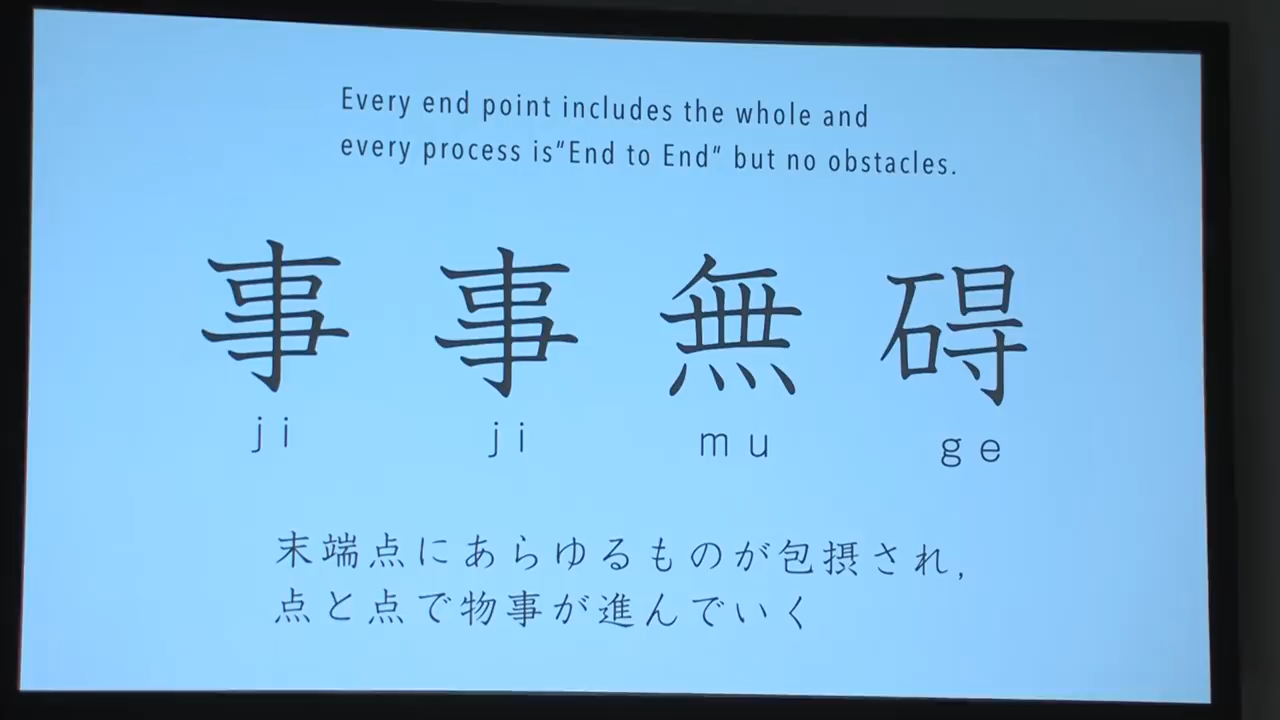 Every end point includes the whole and
every process is“End to End” but no obstacles.
事事無碍
ji ji mu ge
末端点にあらゆるものが包摂され,
点と点で物事が進んでいく